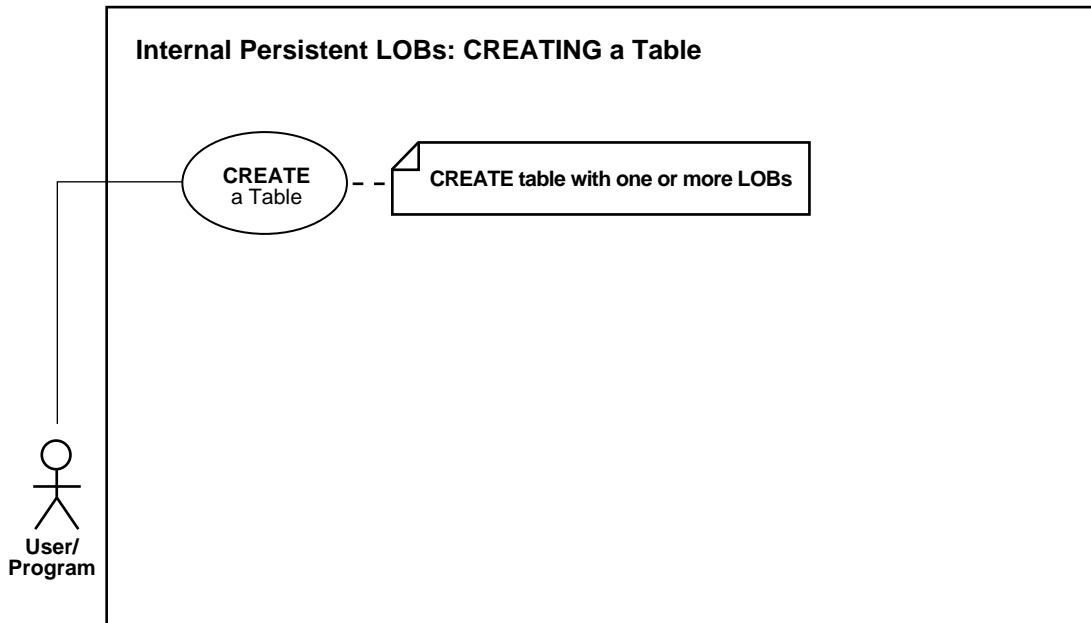 Internal Persistent LOBs: CREATING a Table
CREATE
a Table
CREATE table with one or more LOBs
User/
Program